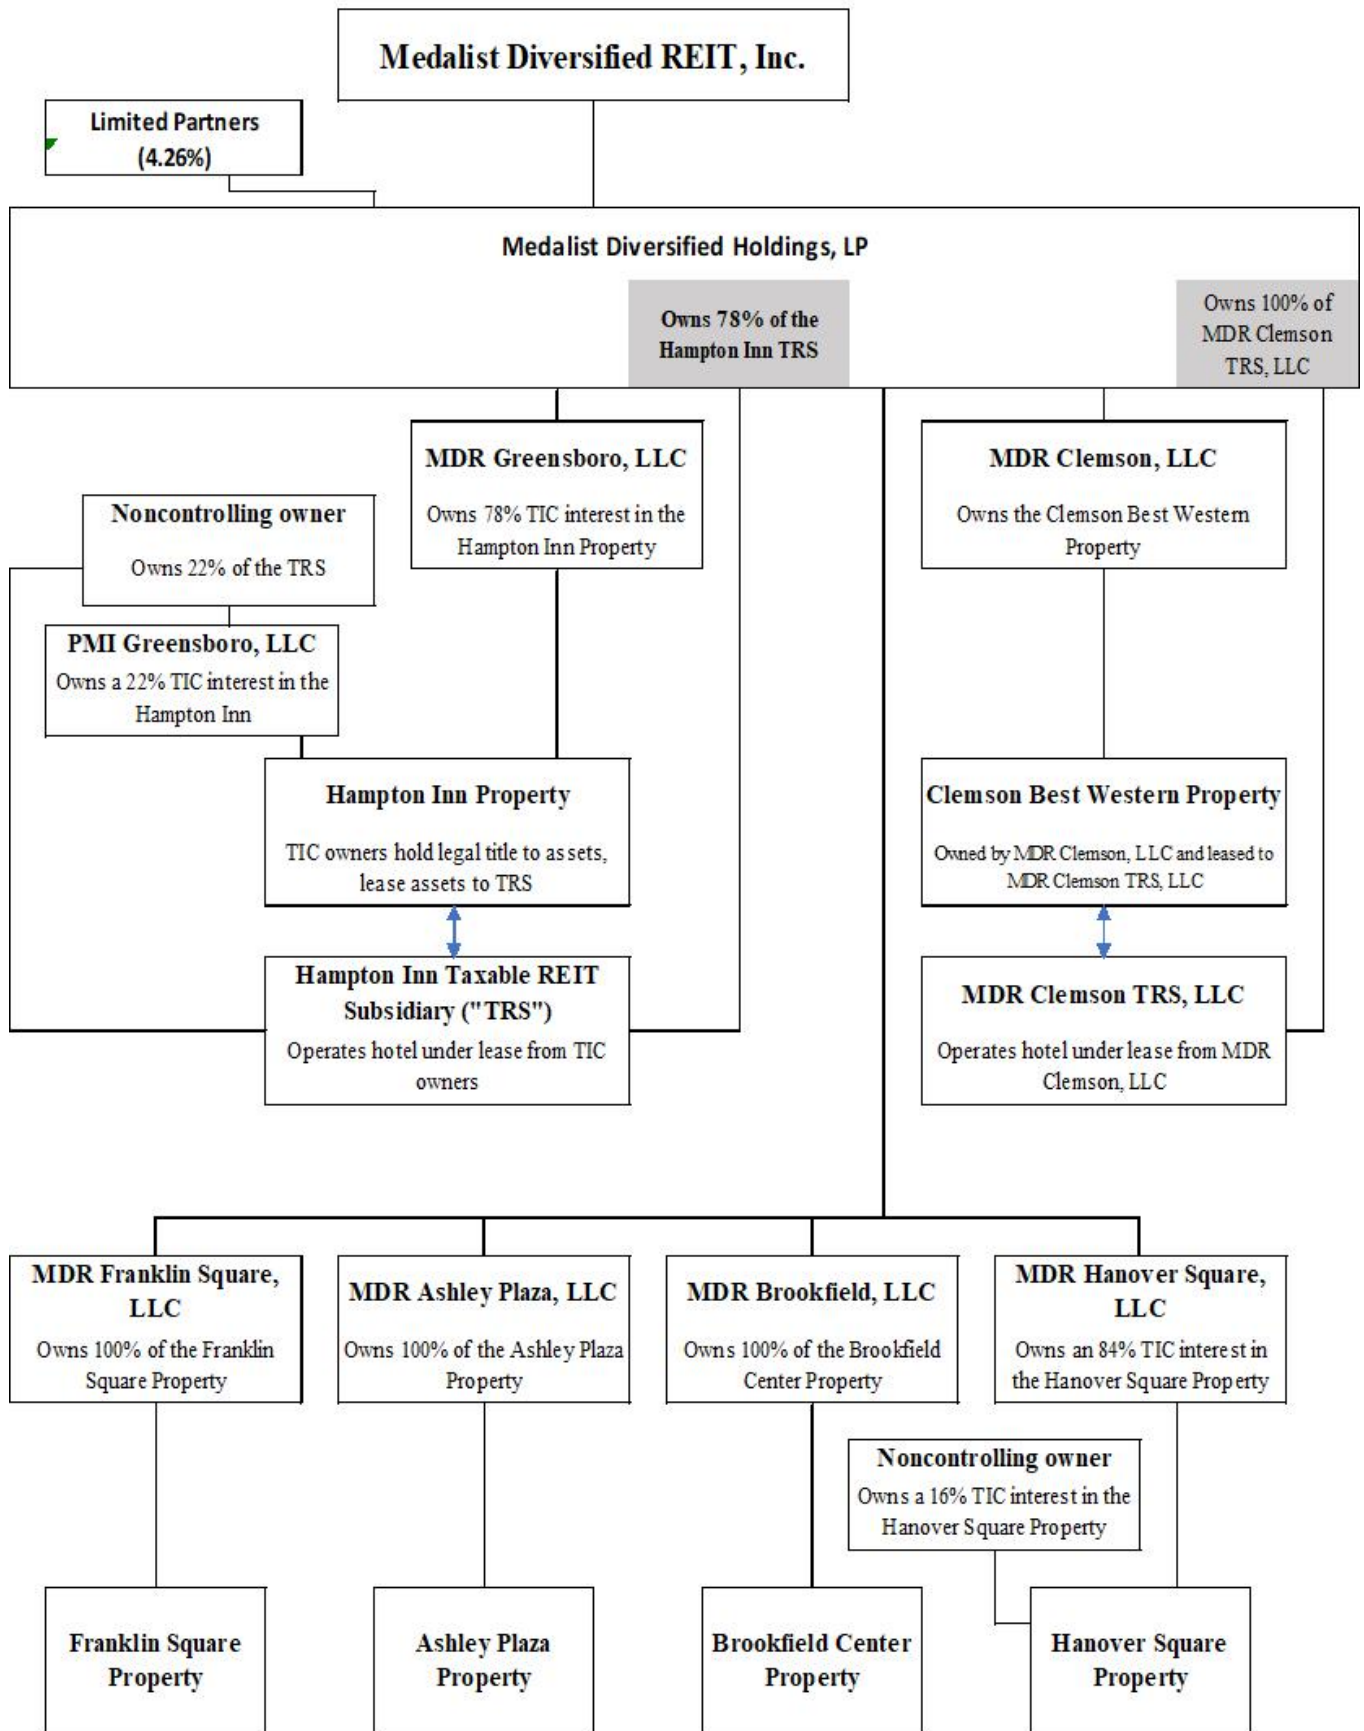 Medalist Diversified REIT, Inc.
Limited Partners
(4.26%)
Medalist Diversified Holdings, LP
Owns 78% of the
Hampton Inn TRS
Owns 100% of
MDR Clemson
TRS, LLC
MDR Greensboro, LLC
Owns 78% TIC interest in the
Hampton Inn Property
MDR Clemson, LLC
Owns the Clemson Best Western
Property
Noncontrolling owner
Owns 22% of the TRS
PMI Greensboro, LLC
Owns a 22% TIC interest in the
Hampton Inn
Hampton Inn Property
TIC owners hold legal title to assets,
lease assets to TRS
Clemson Best Western Property
Owned by MDR Clemson, LLC and leased to
MDR Clemson TRS, LLC
Hampton Inn Taxable REIT
Subsidiary ("TRS")
Operates hotel under lease from TIC
owners
MDR Clemson TRS, LLC
Operates hotel under lease from MDR
Clemson, LLC
MDR Franklin Square,
LLC
Owns 100% of the Franklin
Square Property
MDR Ashley Plaza, LLC
Owns 100% of the Ashley Plaza
Property
MDR Brookfield, LLC
Owns 100% of the Brookfield
Center Property
MDR Hanover Square,
LLC
Owns an 84% TIC interest in
the Hanover Square Property
Noncontrolling owner
Owns a 16% TIC interest in the
Hanover Square Property
Franklin Square
Property
Ashley Plaza
Property
Brookfield Center
Property
Hanover Square
Property